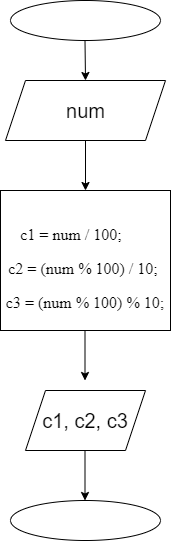 num
c1 = num / 100;
c2 = (num % 100) / 10;
c3 = (num % 100) % 10;
c1, c2, c3